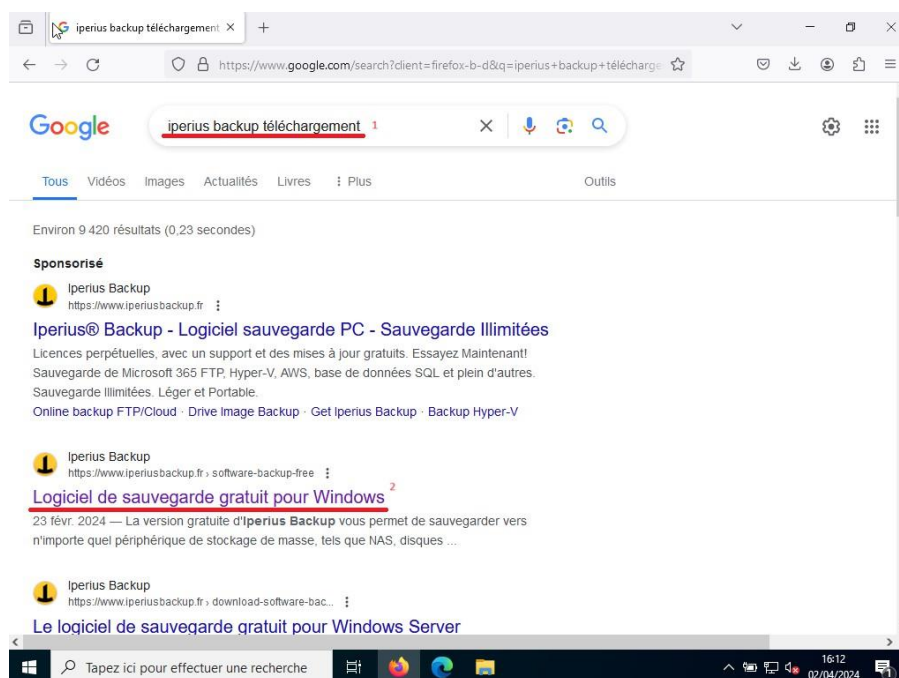 iperius backup téléchargement
https://www.google.com/search?client=firefox-b-d&q=iperius+backup+télécharge
Google
iperius backup téléchargement 1
Tous Vidéos Images Actualités Livres Plus Outils
Environ 9 420 résultats (0,23 secondes)
Sponsorisé
Iperius Backup
https://www.iperiusbackup.fr
Iperius® Backup - Logiciel sauvegarde PC - Sauvegarde Illimitées
Licences perpétuelles, avec un support et des mises à jour gratuits. Essayez Maintenant!
Sauvegarde de Microsoft 365 FTP, Hyper-V, AWS, base de données SQL et plein d'autres.
Sauvegarde Illimitées. Léger et Portable.
Online backup FTP/Cloud · Drive Image Backup · Get Iperius Backup · Backup Hyper-V
Iperius Backup
https://www.iperiusbackup.fr › software-backup-free
Logiciel de sauvegarde gratuit pour Windows 2
23 févr. 2024 — La version gratuite d'Iperius Backup vous permet de sauvegarder vers
n'importe quel périphérique de stockage de masse, tels que NAS, disques ...
Iperius Backup
https://www.iperiusbackup.fr › download-software-bac...
Le logiciel de sauvegarde gratuit pour Windows Server
Tapez ici pour effectuer une recherche
16:12
02/04/2024
1